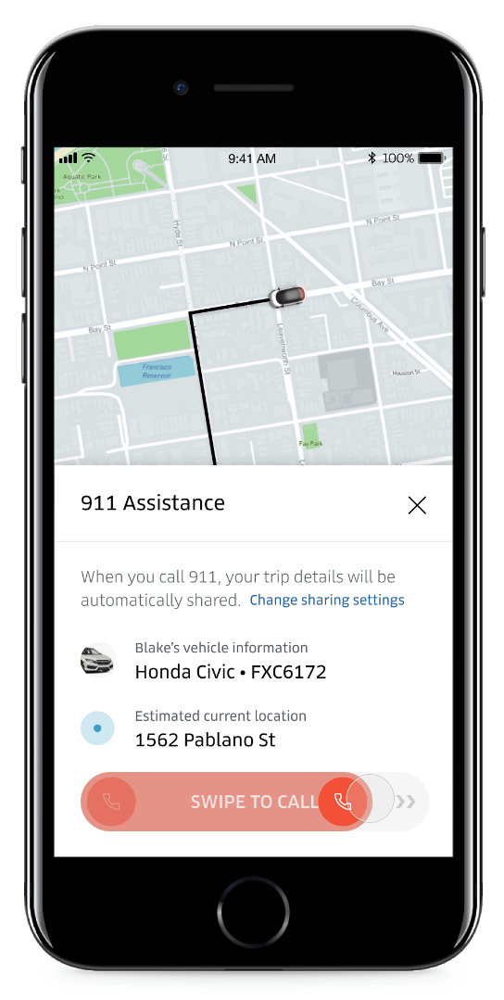 9:41 AM
100%
Aquatic Park
Hyde St
N Point St
N Point St
Bay St
Bay St
Columbus Ave
Leavenworth St
Francisco
Reservoir
Houston St
Fay Park
911 Assistance
When you call 911, your trip details will be
automatically shared. Change sharing settings
Blake's vehicle information
Honda Civic • FXC6172
Estimated current location
1562 Pablano St
SWIPE TO CALL